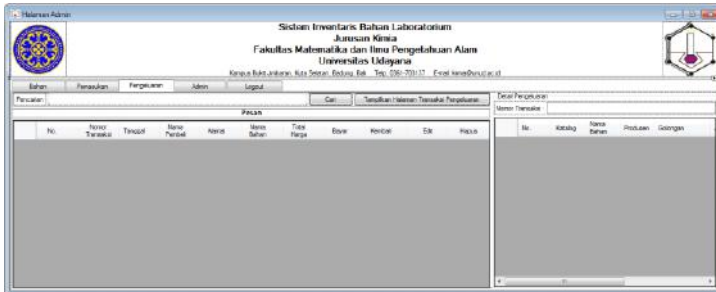 Halaman Admin
Sistem Inventaris Bahan Laboratorium
Jurusan Kimia
Fakultas Matematika dan Ilmu Pengetahuan Alam
Universitas Udayana
Kampus Bukit Jimbaran, Kuta Selatan, Badung, Bali Telp.
Bahan Pemasukan Pengeluaran Admin Logout
Pencarian Cari Tampilkan Halaman Transaksi Pengeluaran
Pesan
No. Nomor Transaksi Tanggal Nama Pembeli Alamat Nama Bahan Total Harga Bayar Kembali Edit Hapus
Detail Pengeluaran
Nomor Transaksi
No. Katalog Nama Bahan Produsen Golongan